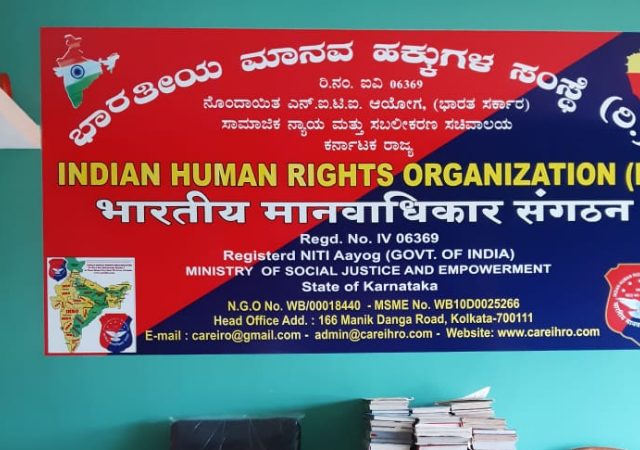 ಭಾರತೀಯ ಮಾನವ ಹಕ್ಕುಗಳ ಸಂಸ್ಥೆ (ರಿ
ರಿ.ನಂ. ಐವಿ 06369
ನೊಂದಾಯಿತ ಎನ್.ಐ.ಟಿ.ಐ. ಆಯೋಗ, (ಭಾರತ ಸರ್ಕಾರ)
ಸಾಮಾಜಿಕ ನ್ಯಾಯ ಮತ್ತು ಸಬಲೀಕರಣ ಸಚಿವಾಲಯ
ಕರ್ನಾಟಕ ರಾಜ್ಯ
INDIAN HUMAN RIGHTS ORGANIZATION (
भारतीय मानवाधिकार संगठन
Regd. No. IV 06369
Registerd NITI Aayog (GOVT. OF INDIA)
MINISTRY OF SOCIAL JUSTICE AND EMPOWERMENT
State of Karnataka
N.G.O No. WB/00018440 - MSME No. WB10D0025266
Head Office Add. : 166 Manik Danga Road, Kolkata-700111
E-mail : careiro@gmail.com - admin@careihro.com - Website: www.careihro.com